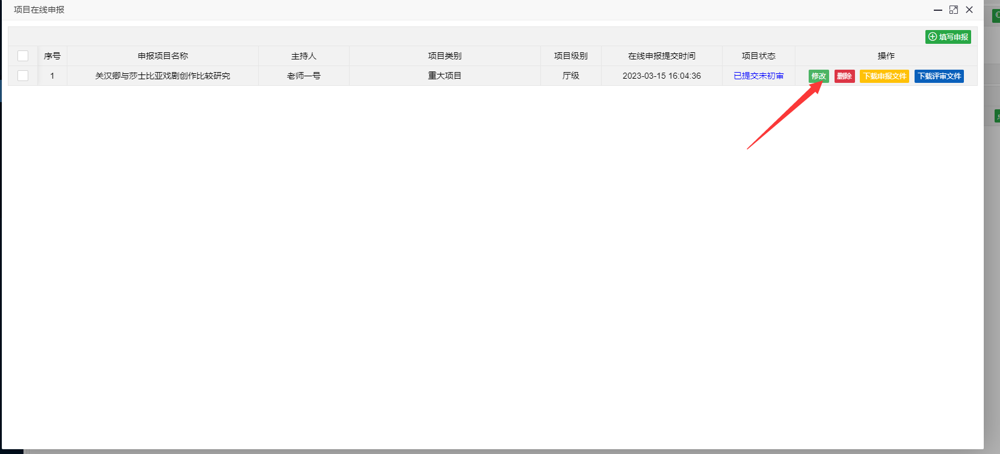 项目在线申报
填写申报
序号 申报项目名称 主持人 项目类别 项目级别 在线申报提交时间 项目状态 操作
1 关汉卿与莎士比亚戏剧创作比较研究 老师一号 重大项目 厅级 2023-03-15 16:04:36 已提交未初审 修改 删除 下载申报文件 下载评审文件